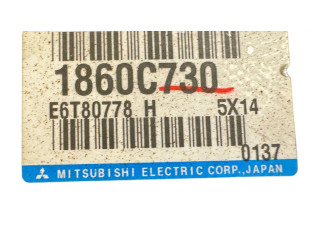 1860C730
E6T80778 H 5X14
0137
MITSUBISHI ELECTRIC CORP.,JAPAN